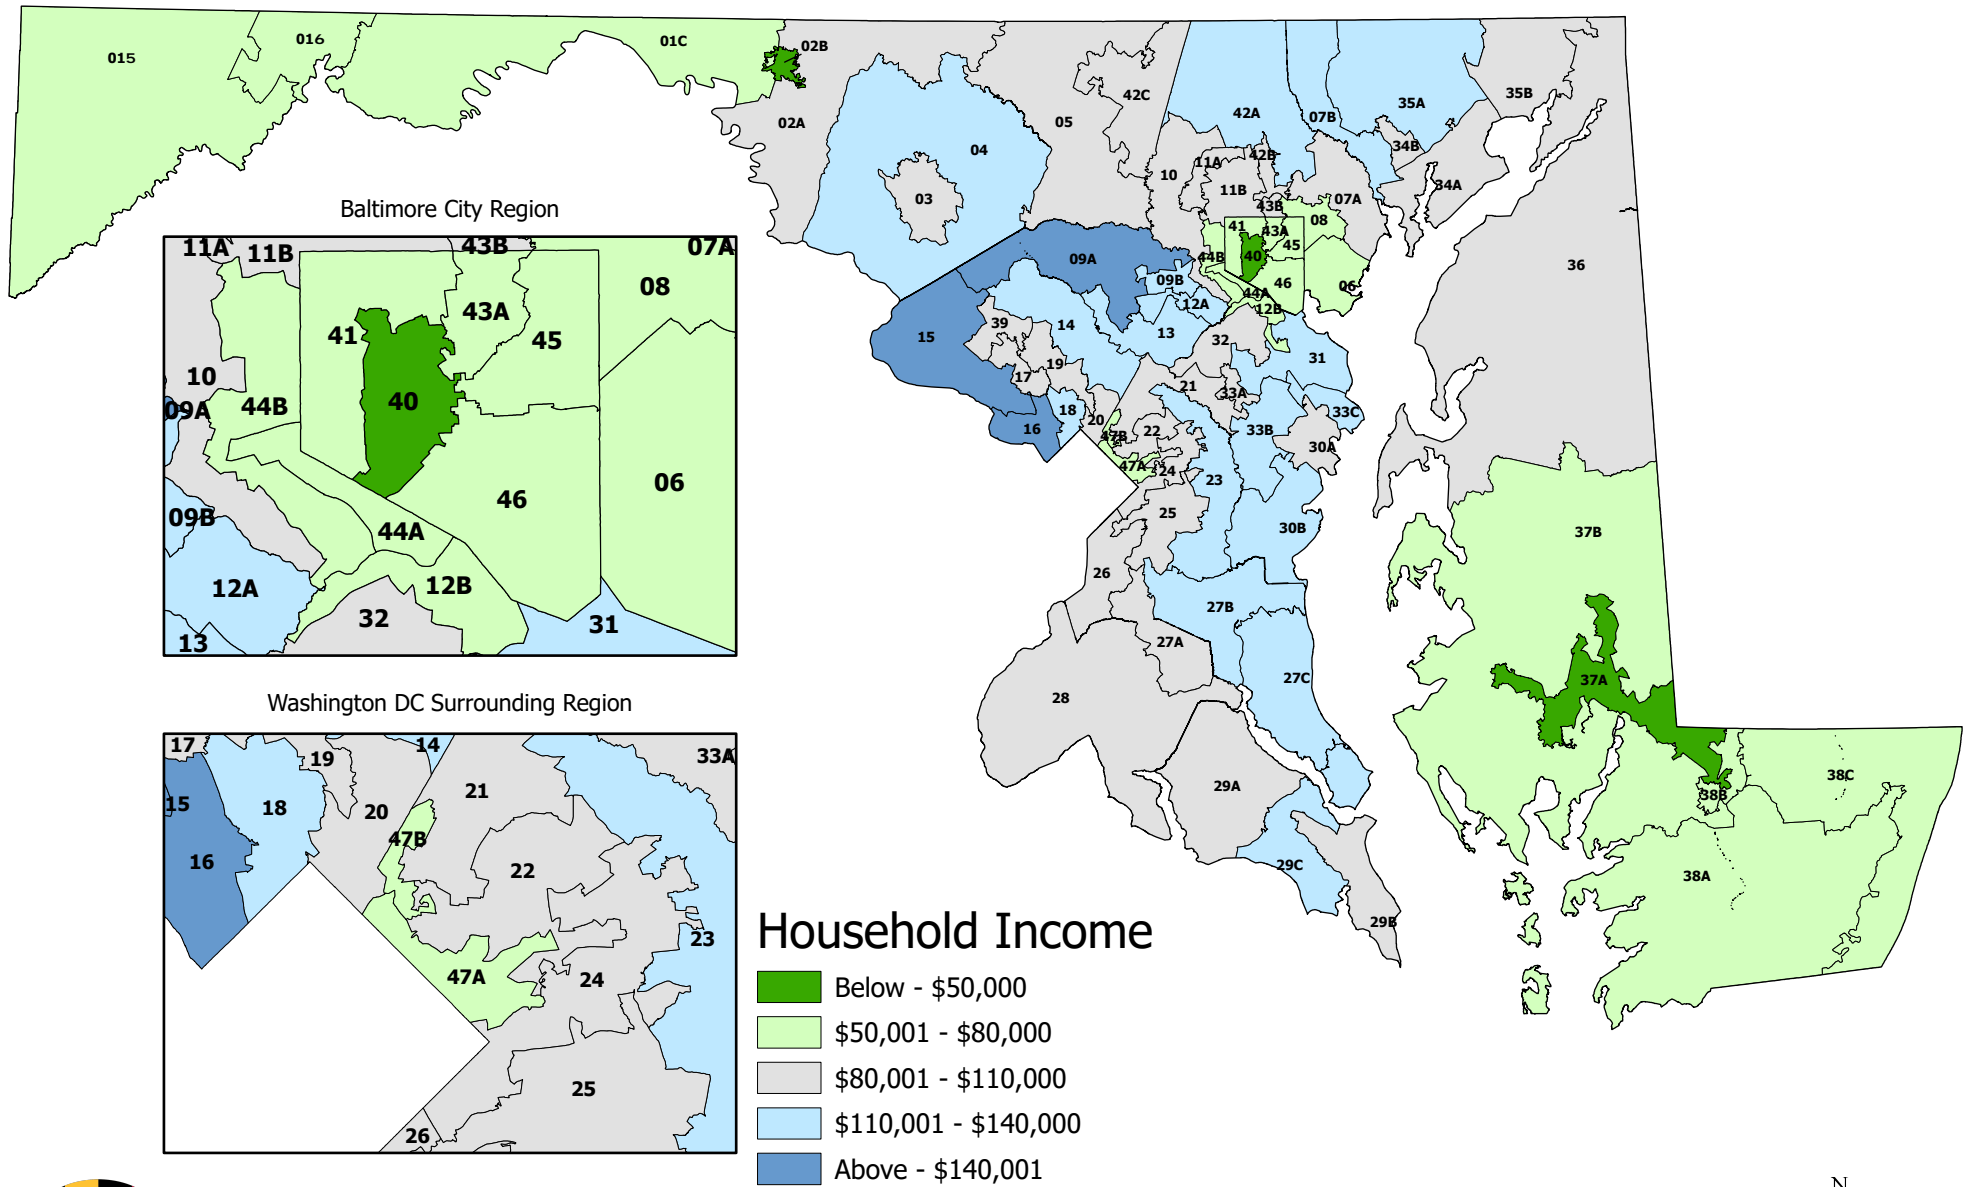 015
016
01C
02B
02A
42C
05
04
03
42A
07B
35A
35B
34B
34A
10
11A
42B
11B
43B
07A
08
41
43A
45
44B
40
46
06
44A
12B
36
09A
09B
12A
13
14
15
39
19
17
18
16
20
32
31
21
33A
33C
33B
30A
47B
22
47A
24
23
25
30B
26
27B
27A
27C
28
29A
29C
29B
37B
37A
38C
38B
38A
Baltimore City Region
11A
11B
43B
07A
08
43A
41
45
10
09A
44B
40
06
46
09B
44A
12A
12B
32
31
13
Washington DC Surrounding Region
17
19
14
33A
15
18
21
20
47B
16
22
23
47A
24
25
26
Household Income
Below - $50,000
$50,001 - $80,000
$80,001 - $110,000
$110,001 - $140,000
Above - $140,001
N